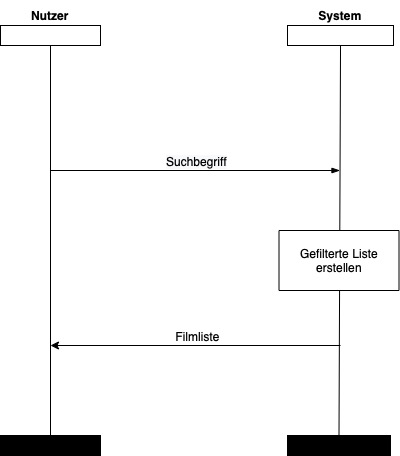 Nutzer
System
Suchbegriff
Gefilterte Liste
erstellen
Filmliste